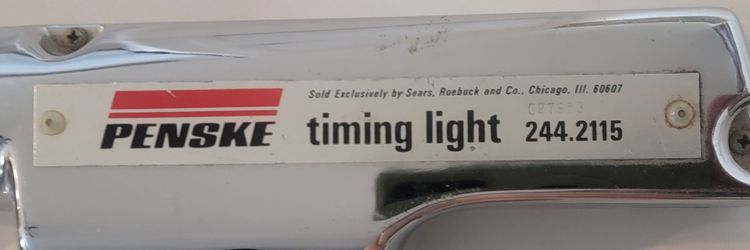 Sold Exclusively by Sears, Roebuck and Co., Chicago, Ill. 60607
PENSKE
timing light 244.2115